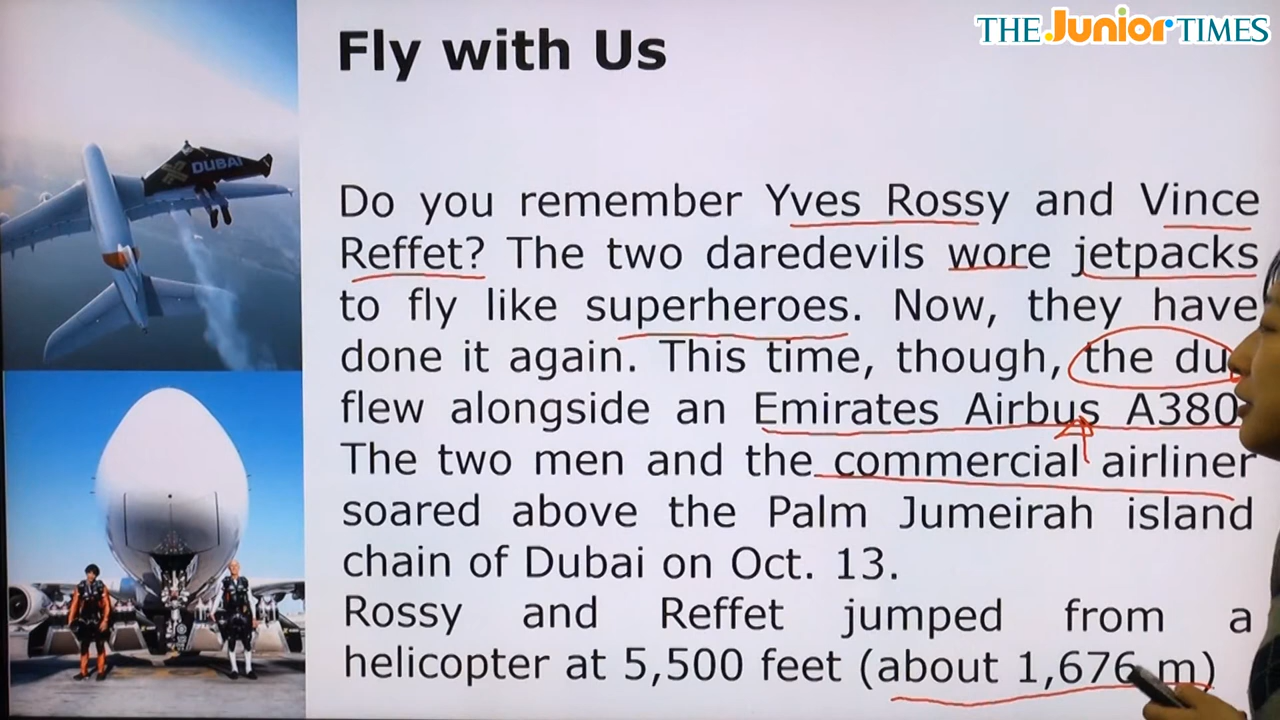 THE Junior TIMES
Fly with Us
DUBAI
Do you remember Yves Rossy and Vince
Reffet? The two daredevils wore jetpacks
to fly like superheroes. Now, they have
done it again. This time, though, the du
flew alongside an Emirates Airbus A380
The two men and the commercial airliner
soared above the Palm Jumeirah island
chain of Dubai on Oct. 13.
Rossy and Reffet jumped from a
helicopter at 5,500 feet (about 1,676 m)